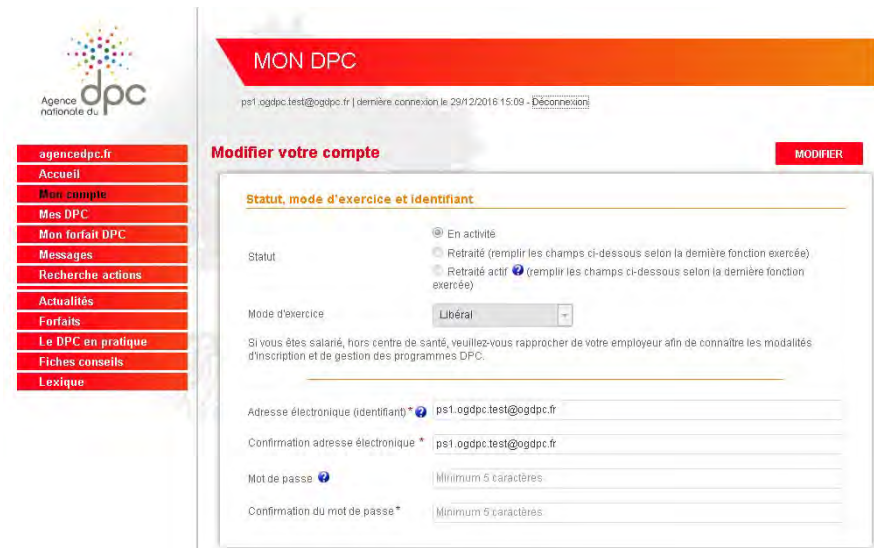 Agence
nationale du
dpc
MON DPC
ps1.ogdpc.test@ogdpc.fr | dernière connexion le 29/12/2016 15:09 - Déconnexion
agencedpc.fr
Accueil
Mon compte
Mes DPC
Mon forfait DPC
Messages
Recherche actions
Actualités
Forfaits
Le DPC en pratique
Fiches conseils
Lexique
Modifier votre compte
MODIFIER
Statut, mode d'exercice et identifiant
Statut
En activité
Retraité (remplir les champs ci-dessous selon la dernière fonction exercée)
Retraité actif ? (remplir les champs ci-dessous selon la dernière fonction
exercée)
Mode d'exercice
Libéral
Si vous êtes salarié, hors centre de santé, veuillez-vous rapprocher de votre employeur afin de connaître les modalités
d'inscription et de gestion des programmes DPC.
Adresse électronique (identifiant) * ? ps1.ogdpc.test@ogdpc.fr
Confirmation adresse électronique * ps1.ogdpc.test@ogdpc.fr
Mot de passe ? Minimum 5 caractères
Confirmation du mot de passe * Minimum 5 caractères